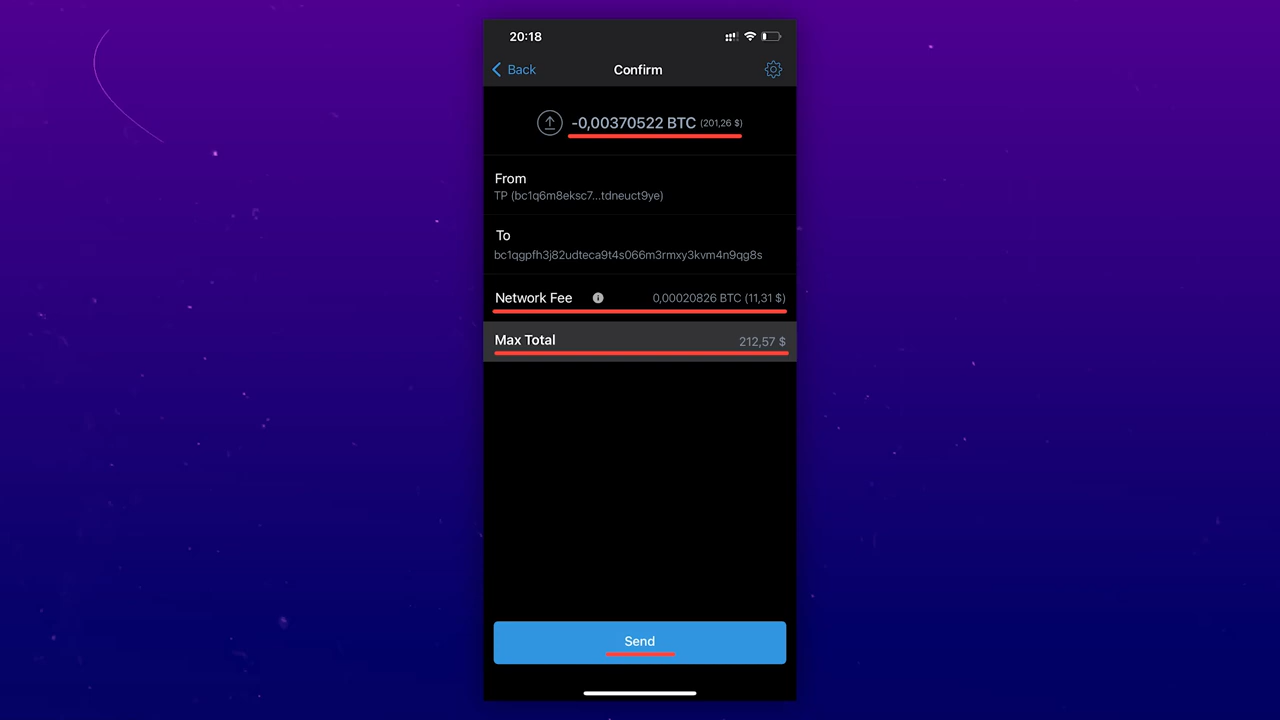 20:18
Back
Confirm
-0,00370522 BTC (201,26 $)
From
TP (bc1q6m8eksc7...tdneuct9ye)
To
bc1qgpfh3j82udteca9t4s066m3rmxy3kvm4n9qg8s
Network Fee
0,00020826 BTC (11,31 $)
Max Total
212,57 $
Send